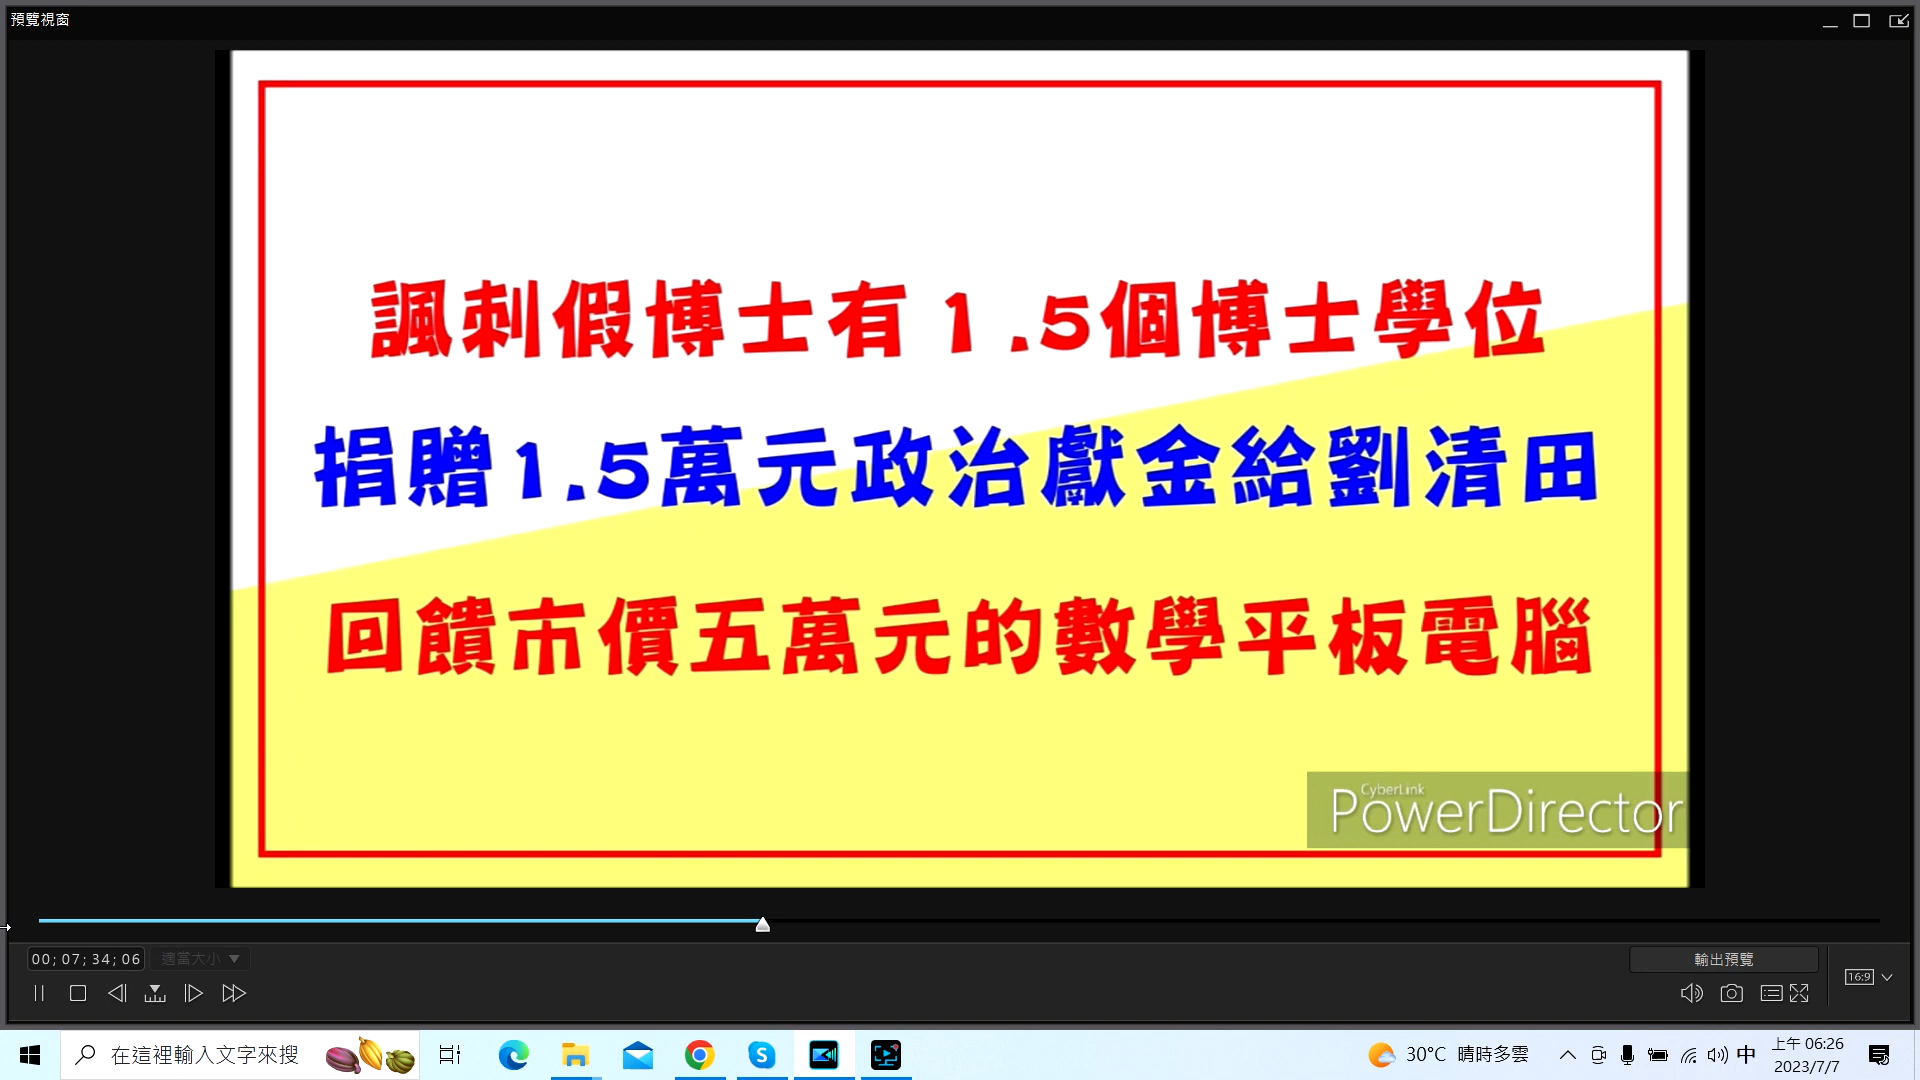 預覽視窗
諷刺假博士有1.5個博士學位
捐贈1.5萬元政治獻金給劉清田
回饋市價五萬元的數學平板電腦
CyberLink
PowerDirector
00; 07; 34; 06
適當大小
輸出預覽
16:9
在這裡輸入文字來搜
30°C 晴時多雲
中
上午 06:26
2023/7/7